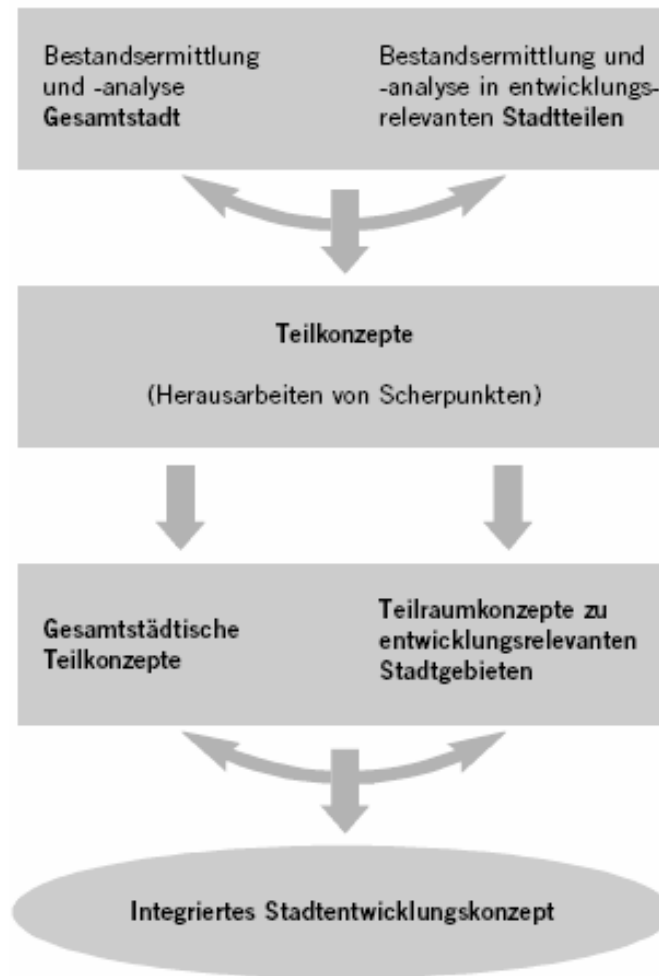 Bestandsermittlung
und -analyse
Gesamtstadt
Bestandsermittlung und
-analyse in entwicklungs-
relevanten Stadtteilen
Teilkonzepte
(Herausarbeiten von Scherpunkten)
Gesamtstädtische
Teilkonzepte
Teilraumkonzepte zu
entwicklungsrelevanten
Stadtgebieten
Integriertes Stadtentwicklungskonzept